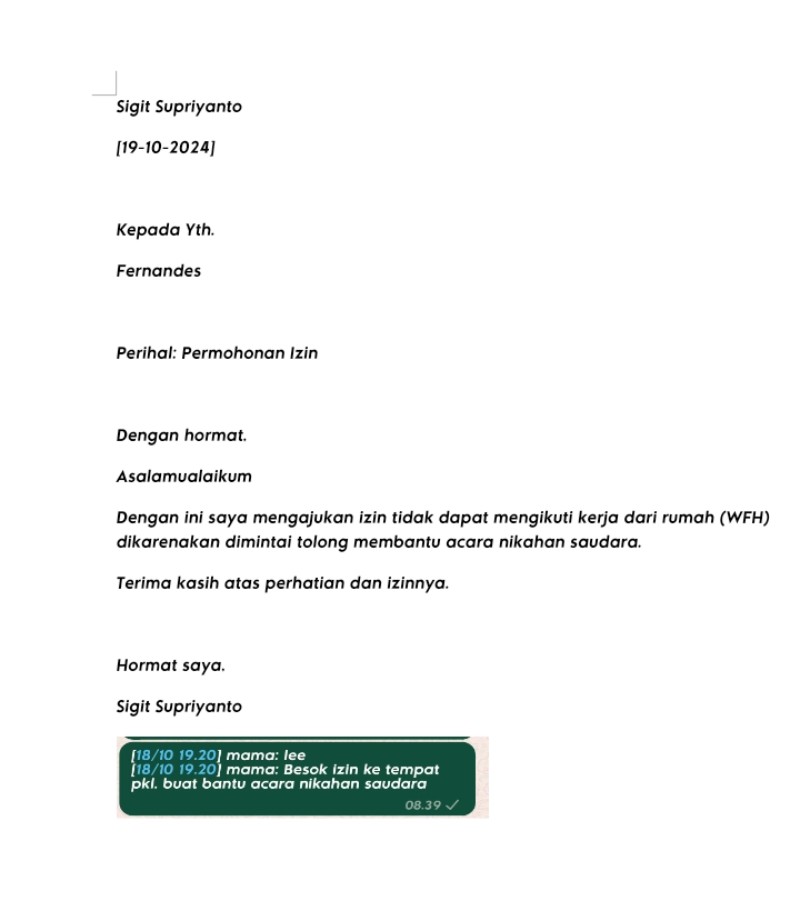 Sigit Supriyanto
[19-10-2024]
Kepada Yth.
Fernandes
Perihal: Permohonan Izin
Dengan hormat.
Asalamualaikum
Dengan ini saya mengajukan izin tidak dapat mengikuti kerja dari rumah (WFH)
dikarenakan dimintai tolong membantu acara nikahan saudara.
Terima kasih atas perhatian dan izinnya.
Hormat saya.
Sigit Supriyanto
[18/10 19.20] mama: lee
[18/10 19.20] mama: Besok izin ke tempat
pkl. buat bantu acara nikahan saudara
08.39